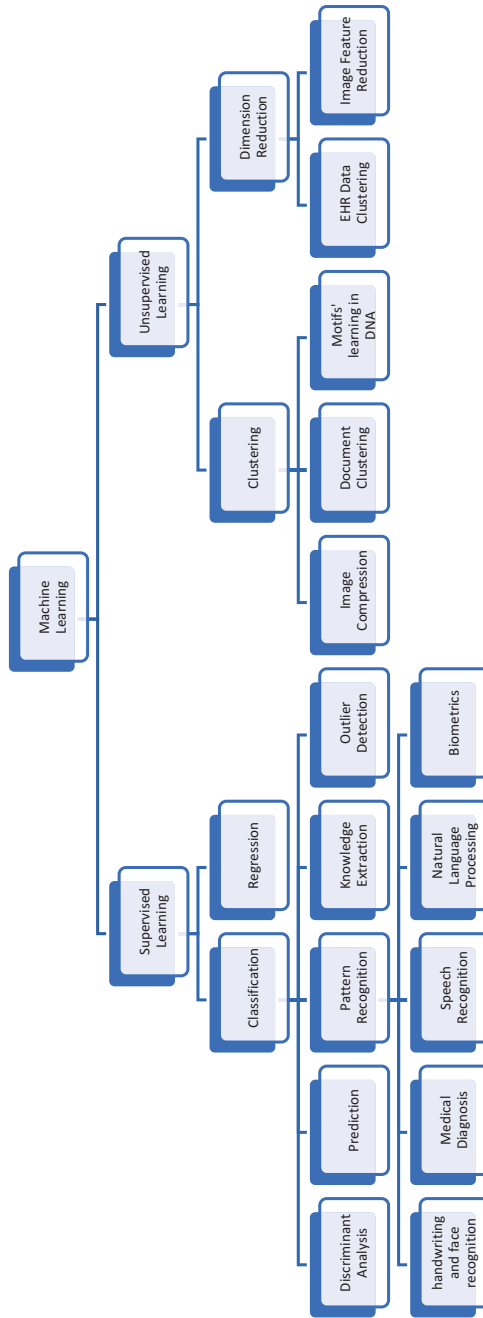 Machine
Learning
Supervised
Learning
Unsupervised
Learning
Classification
Regression
Clustering
Dimension
Reduction
Discriminant
Analysis
Prediction
Pattern
Recognition
Knowledge
Extraction
Outlier
Detection
Image
Compression
Document
Clustering
Motifs'
learning in
DNA
EHR Data
Clustering
Image Feature
Reduction
handwriting
and face
recognition
Medical
Diagnosis
Speech
Recognition
Natural
Language
Processing
Biometrics